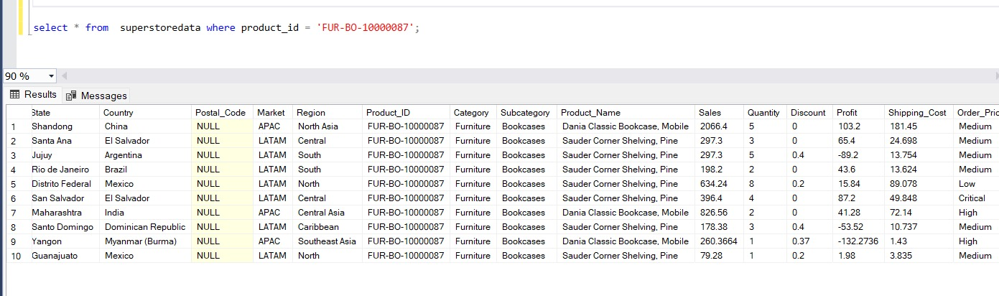 select * from  superstoredata where product_id = 'FUR-BO-10000087';
90 %
Results Messages
State Country Postal_Code Market Region Product_ID Category Subcategory Product_Name Sales Quantity Discount Profit Shipping_Cost Order_Pric
1 Shandong China NULL APAC North Asia FUR-BO-10000087 Furniture Bookcases Dania Classic Bookcase, Mobile 2066.4 5 0 103.2 181.45 Medium
2 Santa Ana El Salvador NULL LATAM Central FUR-BO-10000087 Furniture Bookcases Sauder Corner Shelving, Pine 297.3 3 0 65.4 24.698 Medium
3 Jujuy Argentina NULL LATAM South FUR-BO-10000087 Furniture Bookcases Sauder Corner Shelving, Pine 297.3 5 0.4 -89.2 13.754 Medium
4 Rio de Janeiro Brazil NULL LATAM South FUR-BO-10000087 Furniture Bookcases Sauder Corner Shelving, Pine 198.2 2 0 43.6 13.624 Medium
5 Distrito Federal Mexico NULL LATAM North FUR-BO-10000087 Furniture Bookcases Sauder Corner Shelving, Pine 634.24 8 0.2 15.84 89.078 Low
6 San Salvador El Salvador NULL LATAM Central FUR-BO-10000087 Furniture Bookcases Sauder Corner Shelving, Pine 396.4 4 0 87.2 49.848 Critical
7 Maharashtra India NULL APAC Central Asia FUR-BO-10000087 Furniture Bookcases Dania Classic Bookcase, Mobile 826.56 2 0 41.28 72.14 High
8 Santo Domingo Dominican Republic NULL LATAM Caribbean FUR-BO-10000087 Furniture Bookcases Sauder Corner Shelving, Pine 178.38 3 0.4 -53.52 10.737 Medium
9 Yangon Myanmar (Burma) NULL APAC Southeast Asia FUR-BO-10000087 Furniture Bookcases Dania Classic Bookcase, Mobile 260.3664 1 0.37 -132.2736 1.43 High
10 Guanajuato Mexico NULL LATAM North FUR-BO-10000087 Furniture Bookcases Sauder Corner Shelving, Pine 79.28 1 0.2 1.98 3.835 Medium